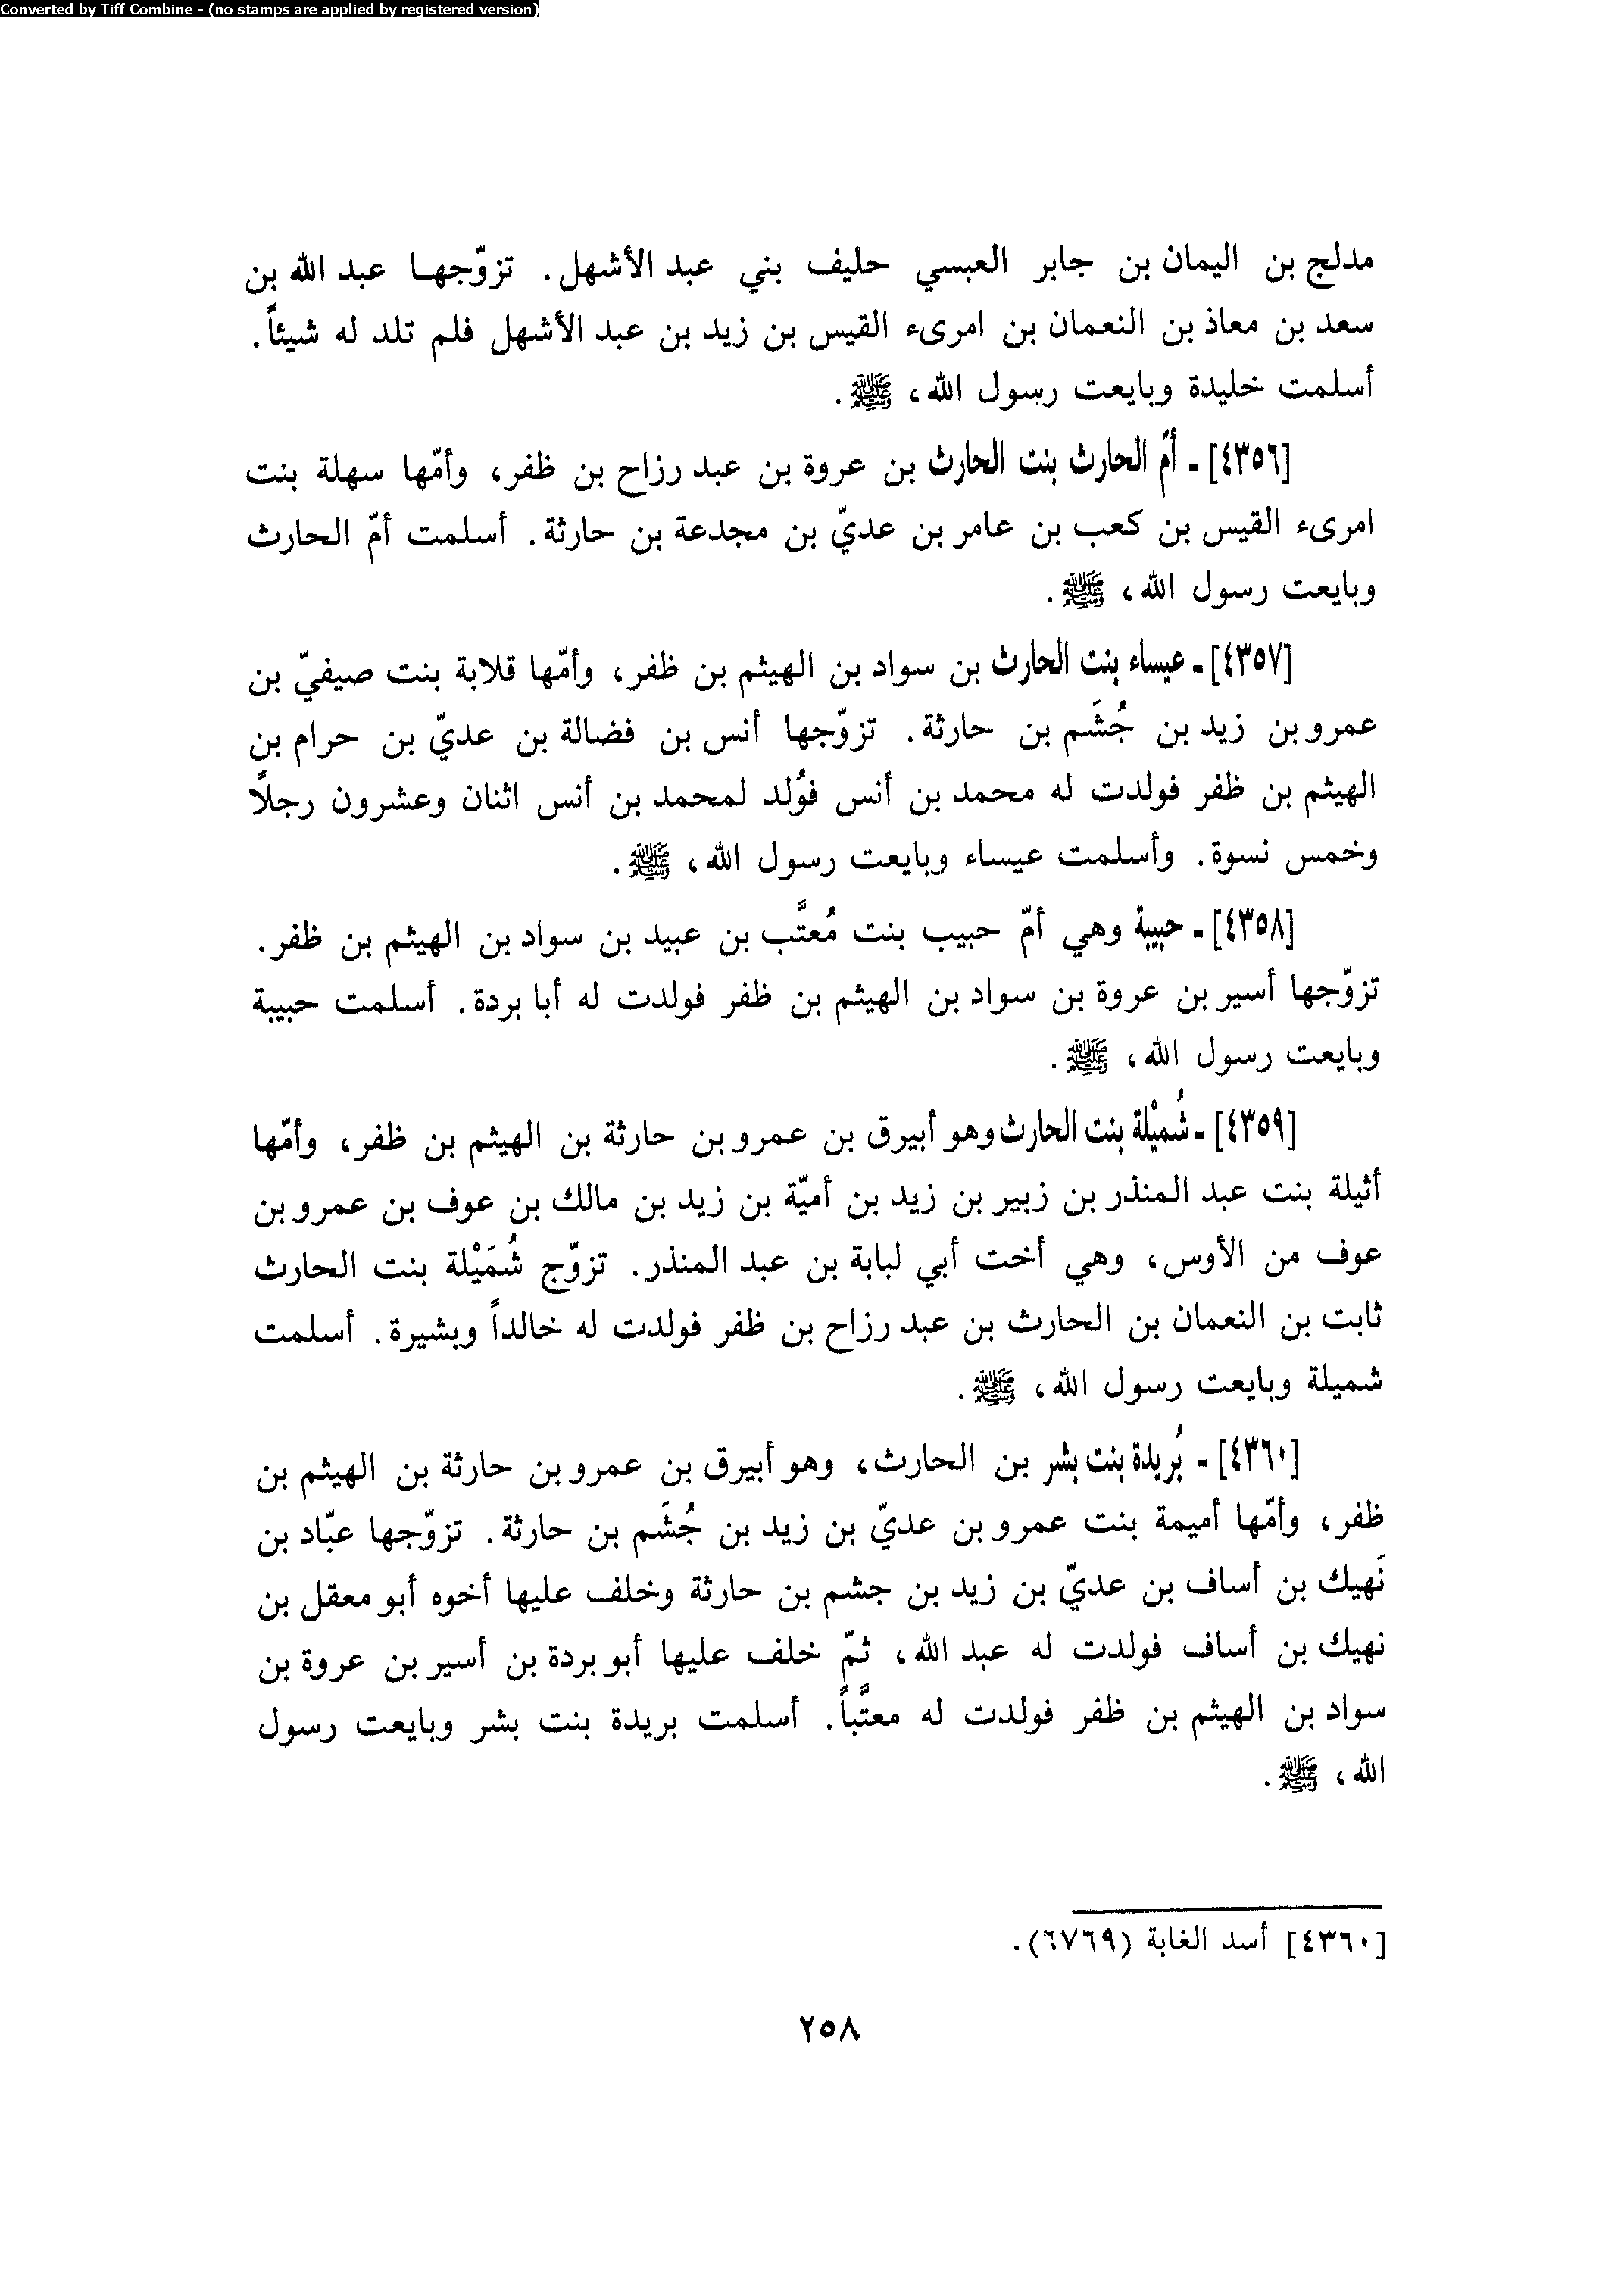 Converted by Tiff Combine - (no stamps are applied by registered version)
مدلج بن اليمان بن جابر العبسي حليف بني عبد الأشهل. تزوّجها عبد الله بن
سعد بن معاذ بن النعمان بن امرىء القيس بن زيد بن عبد الأشهل فلم تلد له شيئاً.
أسلمت خليدة وبايعت رسول الله، ﷺ.
[٤٣٥٦] - أمّ الحارث بنت الحارث بن عروة بن عبد رزاح بن ظفر، وأمّها سهلة بنت
امرىء القيس بن كعب بن عامر بن عديّ بن مجدعة بن حارثة. أسلمت أمّ الحارث
وبايعت رسول الله، ﷺ.
[٤٣٥٧] - عيساء بنت الحارث بن سواد بن الهيثم بن ظفر، وأمّها قلابة بنت صيفيّ بن
عمرو بن زيد بن جُشَم بن حارثة. تزوّجها أنس بن فضالة بن عديّ بن حرام بن
الهيثم بن ظفر فولدت له محمد بن أنس فوُلد لمحمد بن أنس اثنان وعشرون رجلاً
وخمس نسوة. وأسلمت عيساء وبايعت رسول الله، ﷺ.
[٤٣٥٨] - حبيبة وهي أمّ حبيب بنت مُعتَّب بن عبيد بن سواد بن الهيثم بن ظفر.
تزوّجها أسير بن عروة بن سواد بن الهيثم بن ظفر فولدت له أبا بردة. أسلمت حبيبة
وبايعت رسول الله، ﷺ.
[٤٣٥٩] - شُميْلة بنت الحارث وهو أبيرق بن عمرو بن حارثة بن الهيثم بن ظفر، وأمّها
أثيلة بنت عبد المنذر بن زبير بن زيد بن أميّة بن زيد بن مالك بن عوف بن عمرو بن
عوف من الأوس، وهي أخت أبي لبابة بن عبد المنذر. تزوّج شُمَيْلة بنت الحارث
ثابت بن النعمان بن الحارث بن عبد رزاح بن ظفر فولدت له خالداً وبشيرة. أسلمت
شميلة وبايعت رسول الله، ﷺ.
[٤٣٦٠] - بُريدة بنت بشر بن الحارث، وهو أبيرق بن عمرو بن حارثة بن الهيثم بن
ظفر، وأمّها أميمة بنت عمرو بن عديّ بن زيد بن جُشَم بن حارثة. تزوّجها عبّاد بن
نَهيك بن أساف بن عديّ بن زيد بن جشم بن حارثة وخلف عليها أخوه أبو معقل بن
نهيك بن أساف فولدت له عبد الله، ثمّ خلف عليها أبو بردة بن أسير بن عروة بن
سواد بن الهيثم بن ظفر فولدت له معتَّباً. أسلمت بريدة بنت بشر وبايعت رسول
الله، ﷺ.
[٤٣٦٠] أسد الغابة (٦٧٦٩).
٢٥٨